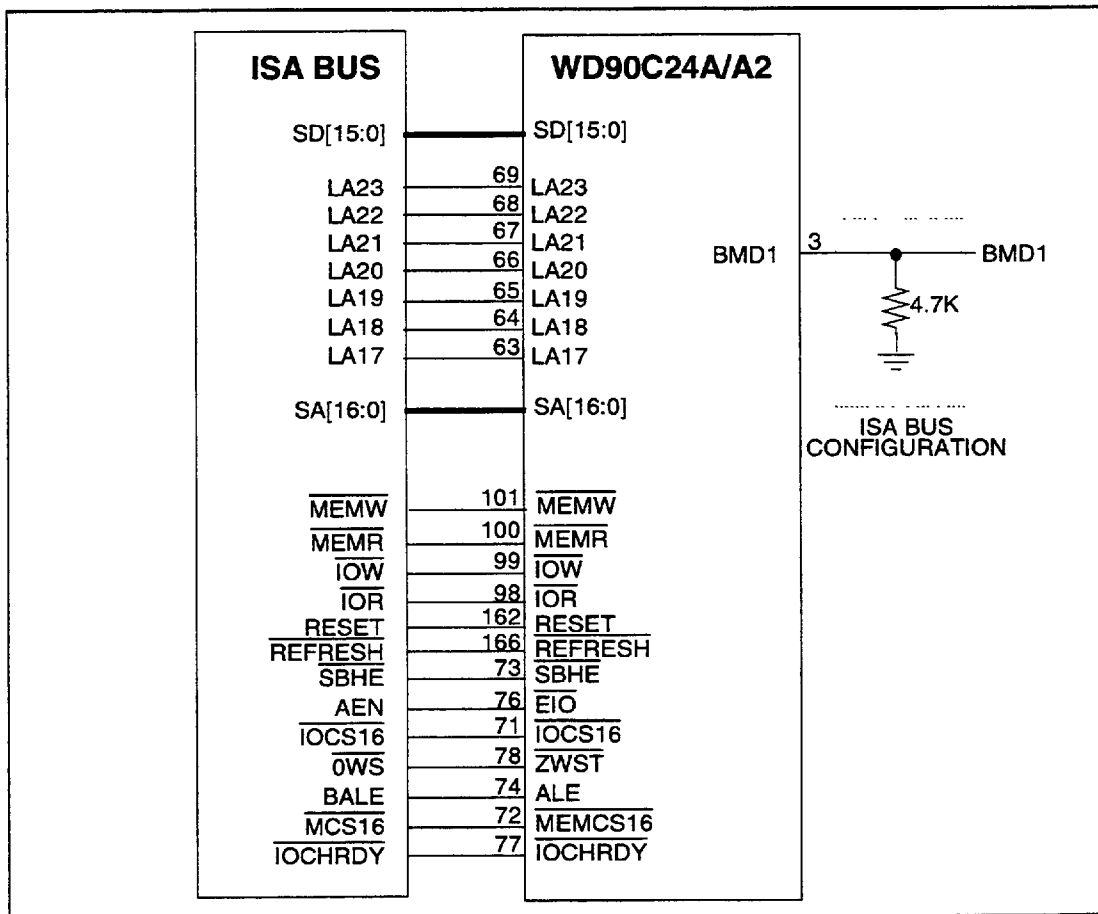 ISA BUS WD90C24A/A2
SD[15:0] SD[15:0]
LA23 69 LA23
LA22 68 LA22
LA21 67 LA21
LA20 66 LA20
LA19 65 LA19
LA18 64 LA18
LA17 63 LA17
SA[16:0] SA[16:0]
BMD1 3 BMD1
4.7K
ISA BUS
CONFIGURATION
MEMW 101 MEMW
MEMR 100 MEMR
IOW 99 IOW
IOR 98 IOR
RESET 162 RESET
REFRESH 166 REFRESH
SBHE 73 SBHE
AEN 76 EIO
IOCS16 71 IOCS16
0WS 78 ZWST
BALE 74 ALE
MCS16 72 MEMCS16
IOCHRDY 77 IOCHRDY